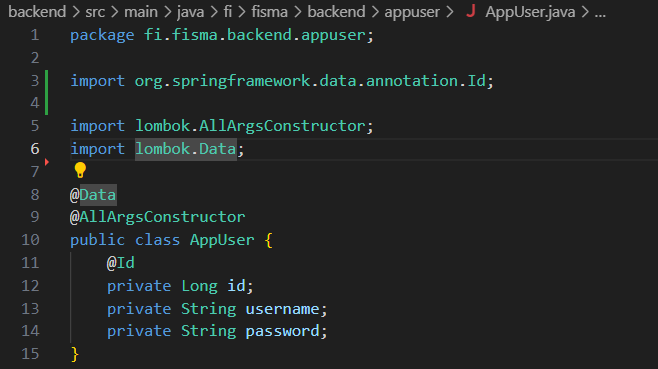 backend > src > main > java > fi > fisma > backend > appuser > J AppUser.java > ...
1 package fi.fisma.backend.appuser;
2
3 import org.springframework.data.annotation.Id;
4
5 import lombok.AllArgsConstructor;
6 import lombok.Data;
7
8 @Data
9 @AllArgsConstructor
10 public class AppUser {
11 @Id
12 private Long id;
13 private String username;
14 private String password;
15 }